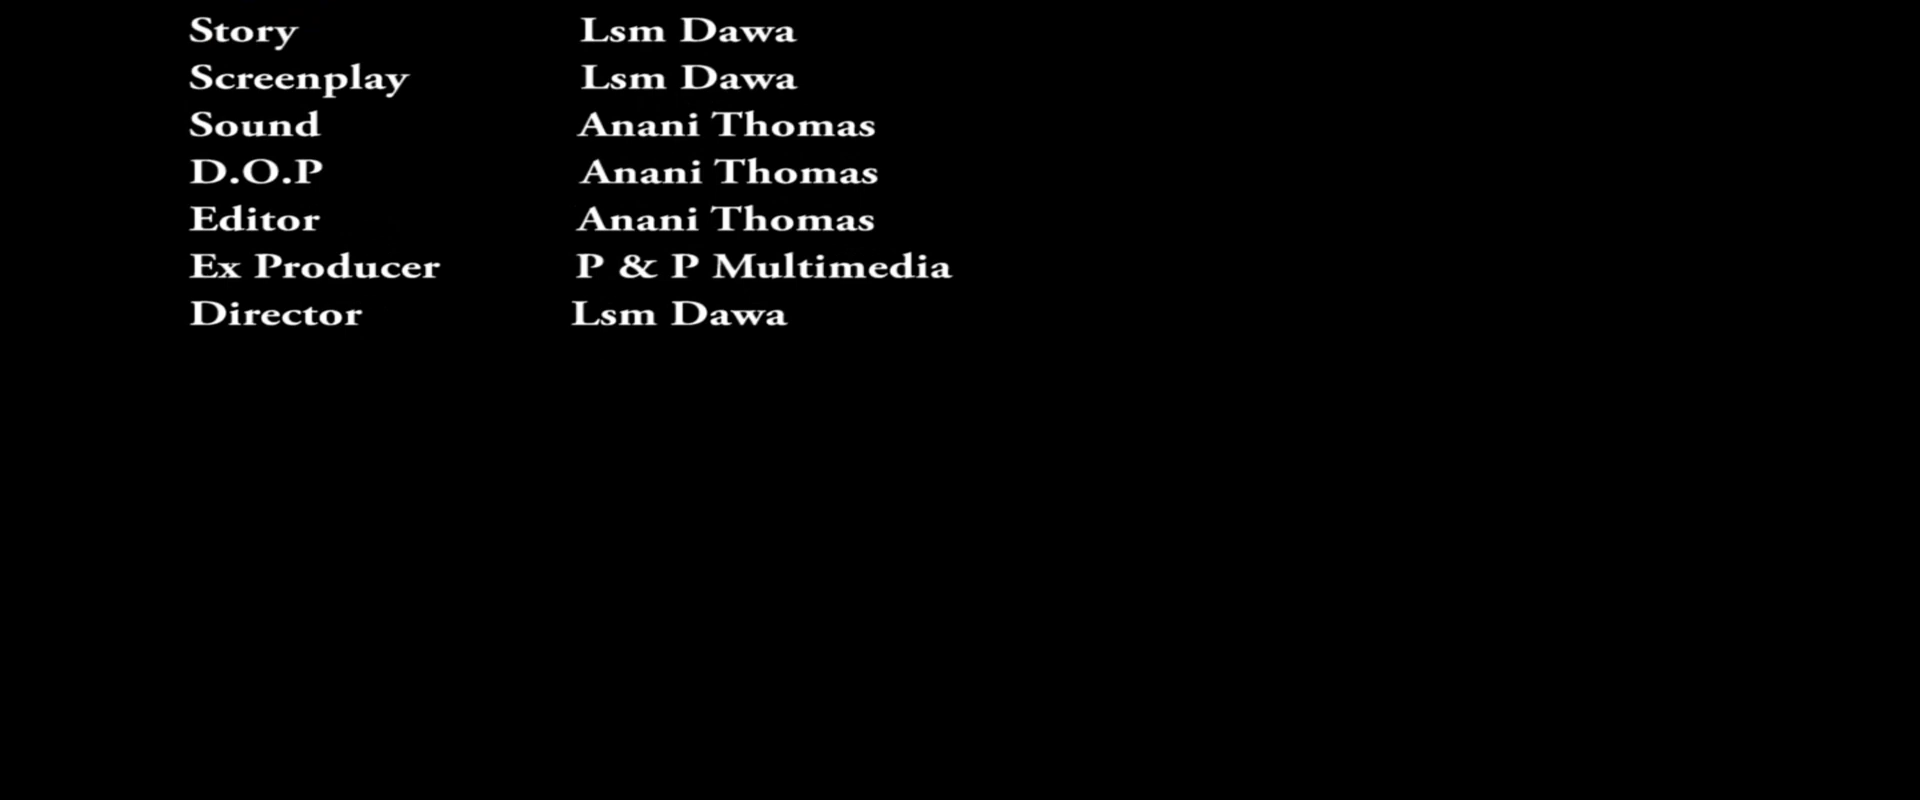 Story Lsm Dawa
Screenplay Lsm Dawa
Sound Anani Thomas
D.O.P Anani Thomas
Editor Anani Thomas
Ex Producer P & P Multimedia
Director Lsm Dawa